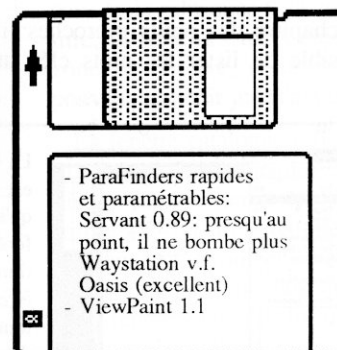 - ParaFinders rapides
et paramétrables:
Servant 0.89: presqu'au
point, il ne bombe plus
Waystation v.f.
Oasis (excellent)
- ViewPaint 1.1